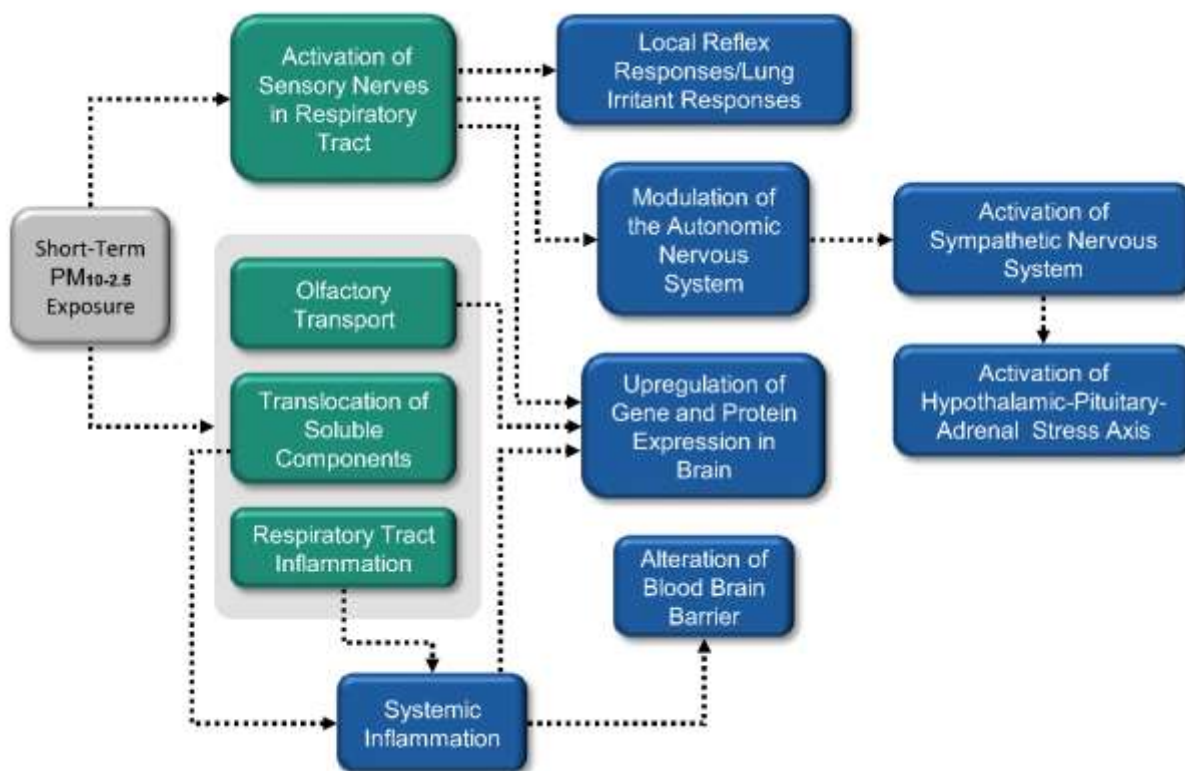 Activation of
Sensory Nerves
in Respiratory
Tract
Local Reflex
Responses/Lung
Irritant Responses
Short-Term
PM10-2.5
Exposure
Modulation of
the Autonomic
Nervous
System
Activation of
Sympathetic Nervous
System
Olfactory
Transport
Translocation of
Soluble
Components
Respiratory Tract
Inflammation
Upregulation of
Gene and Protein
Expression in
Brain
Activation of
Hypothalamic-Pituitary-
Adrenal Stress Axis
Alteration of
Blood Brain
Barrier
Systemic
Inflammation